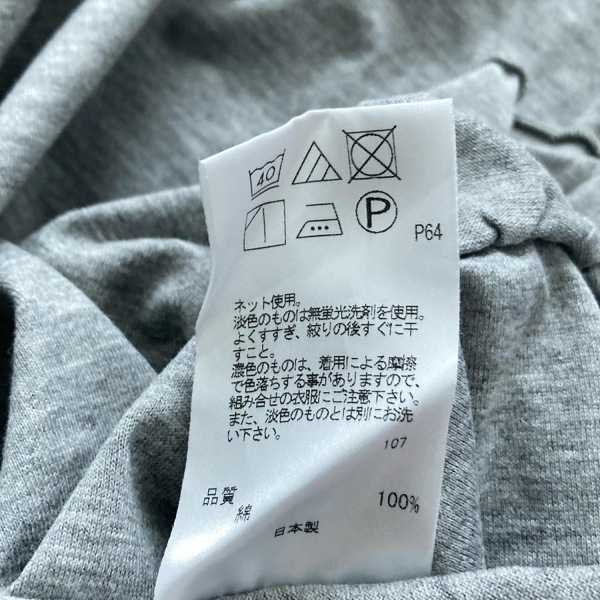 40
P
P64
ネット使用。
淡色のものは無蛍光洗剤を使用。
よくすすぎ、絞りの後すぐに干
すこと。
濃色のものは、着用による摩擦
で色落ちする事がありますので、
組み合せの衣服にご注意下さい。
また、淡色のものとは別にお洗
い下さい。
107
品質
綿 100%
日本製